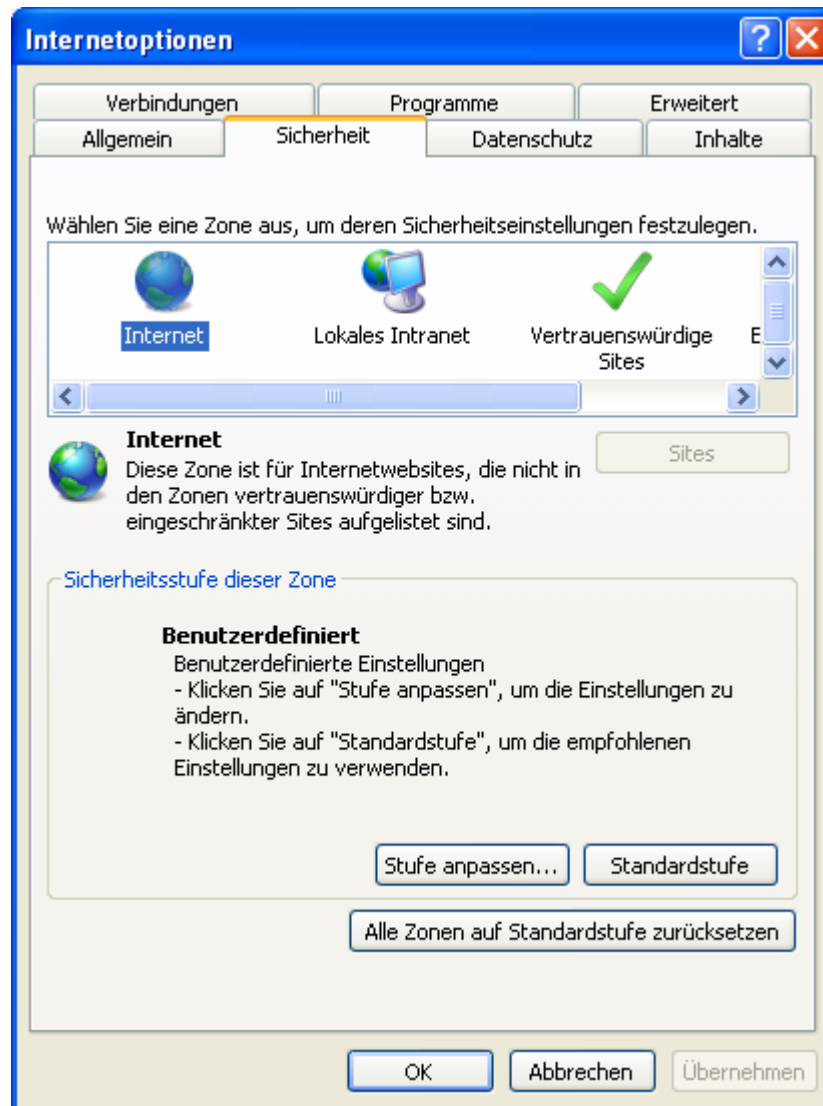 Internetoptionen
Verbindungen Programme Erweitert
Allgemein Sicherheit Datenschutz Inhalte
Wählen Sie eine Zone aus, um deren Sicherheitseinstellungen festzulegen.
Internet Lokales Intranet Vertrauenswürdige E
Sites
Internet Sites
Diese Zone ist für Internetwebsites, die nicht in
den Zonen vertrauenswürdiger bzw.
eingeschränkter Sites aufgelistet sind.
Sicherheitsstufe dieser Zone
Benutzerdefiniert
Benutzerdefinierte Einstellungen
- Klicken Sie auf "Stufe anpassen", um die Einstellungen zu
ändern.
- Klicken Sie auf "Standardstufe", um die empfohlenen
Einstellungen zu verwenden.
Stufe anpassen... Standardstufe
Alle Zonen auf Standardstufe zurücksetzen
OK Abbrechen Übernehmen